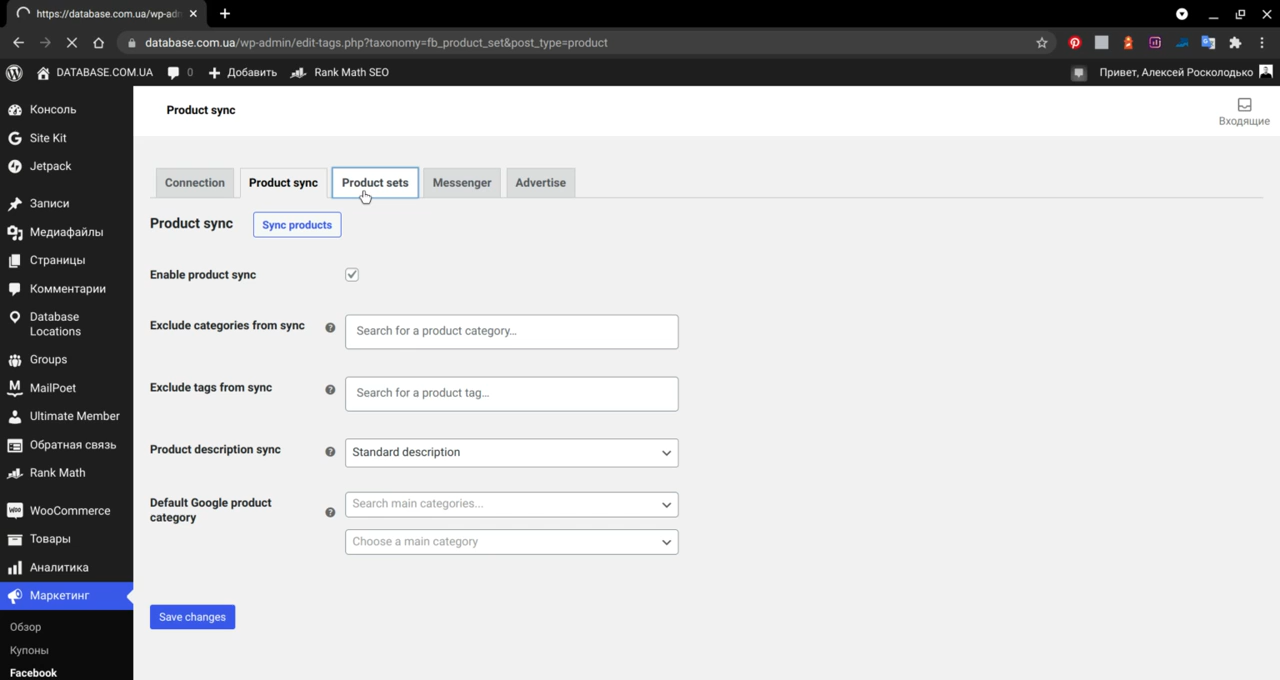 https://database.com.ua/wp-adn
database.com.ua/wp-admin/edit-tags.php?taxonomy=fb_product_set&post_type=product
DATABASE.COM.UA 0 Добавить Rank Math SEO Привет, Алексей Росколодько
Консоль
Site Kit
Jetpack
Записи
Медиафайлы
Страницы
Комментарии
Database
Locations
Groups
MailPoet
Ultimate Member
Обратная связь
Rank Math
WooCommerce
Товары
Аналитика
Маркетинг
Обзор
Купоны
Facebook
Product sync
Входящие
Connection Product sync Product sets Messenger Advertise
Product sync Sync products
Enable product sync
Exclude categories from sync Search for a product category...
Exclude tags from sync Search for a product tag...
Product description sync Standard description
Default Google product
category
Search main categories...
Choose a main category
Save changes